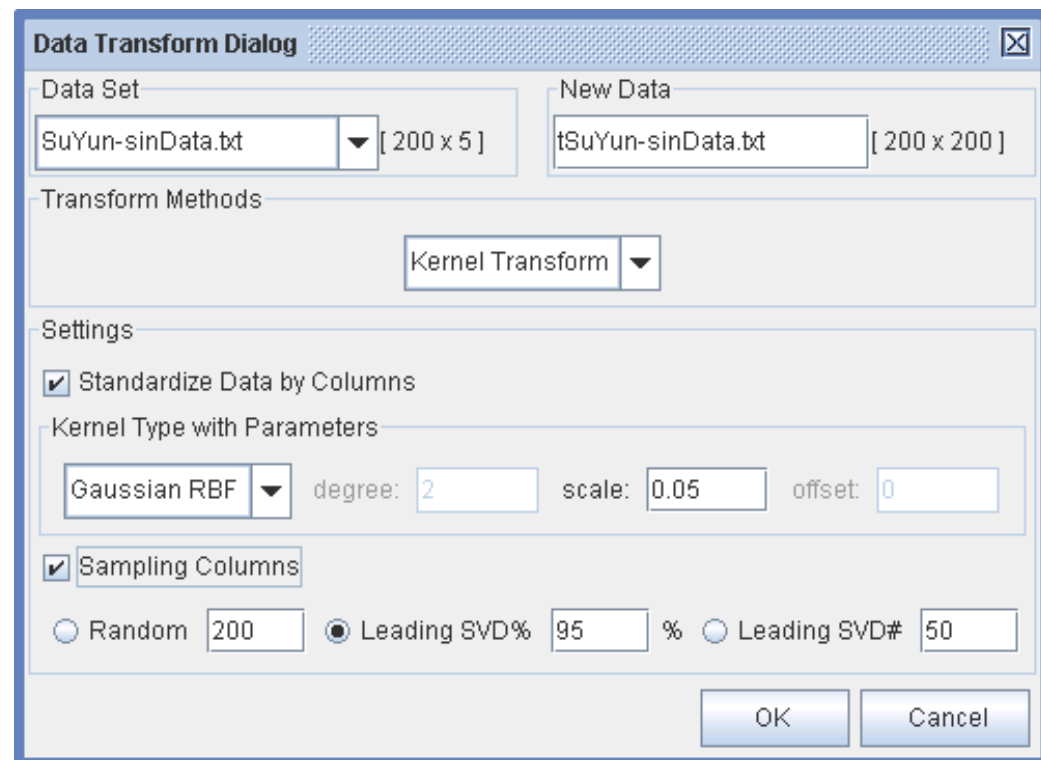 Data Transform Dialog
Data Set New Data
SuYun-sinData.txt [ 200 x 5 ] tSuYun-sinData.txt [ 200 x 200 ]
Transform Methods
Kernel Transform
Settings
Standardize Data by Columns
Kernel Type with Parameters
Gaussian RBF degree: 2 scale: 0.05 offset: 0
Sampling Columns
Random 200 Leading SVD% 95 % Leading SVD# 50
OK Cancel